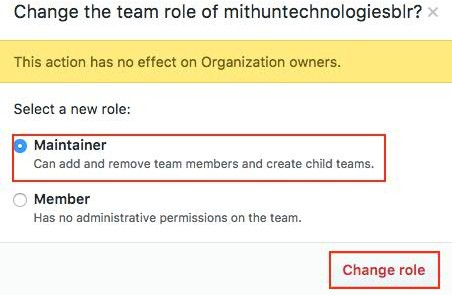 Change the team role of mithuntechnologiesblr? ×
This action has no effect on Organization owners.
Select a new role:
Maintainer
Can add and remove team members and create child teams.
Member
Has no administrative permissions on the team.
Change role